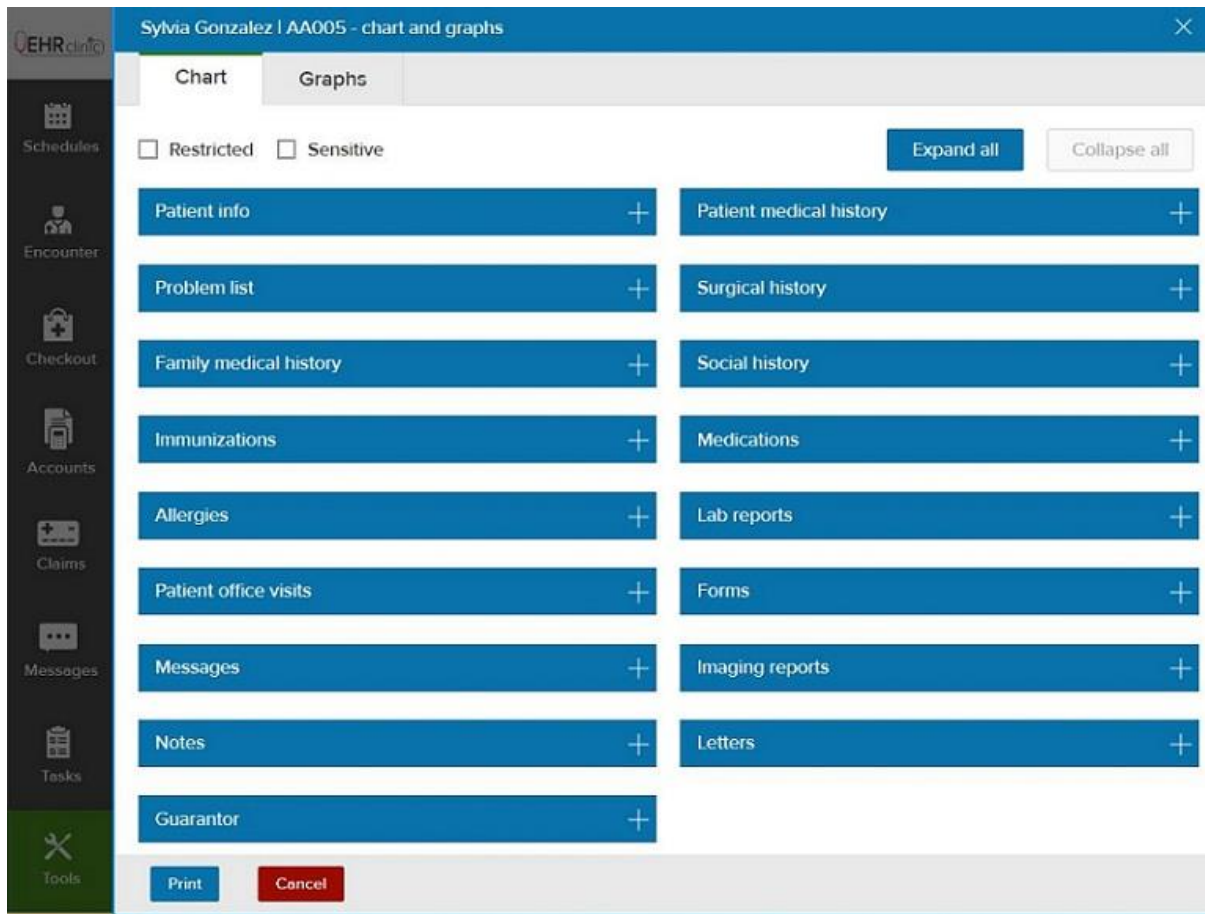 EHRclinic
Sylvia Gonzalez | AA005 - chart and graphs
Chart Graphs
Restricted Sensitive Expand all Collapse all
Schedules
Encounter
Checkout
Accounts
Claims
Messages
Tasks
Tools
Patient info Patient medical history
Problem list Surgical history
Family medical history Social history
Immunizations Medications
Allergies Lab reports
Patient office visits Forms
Messages Imaging reports
Notes Letters
Guarantor
Print Cancel